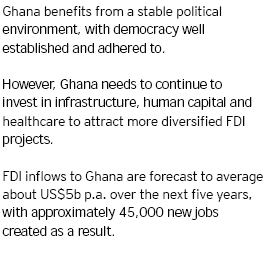 Ghana benefits from a stable political
environment, with democracy well
established and adhered to.
However, Ghana needs to continue to
invest in infrastructure, human capital and
healthcare to attract more diversified FDI
projects.
FDI inflows to Ghana are forecast to average
about US$5b p.a. over the next five years,
with approximately 45,000 new jobs
created as a result.